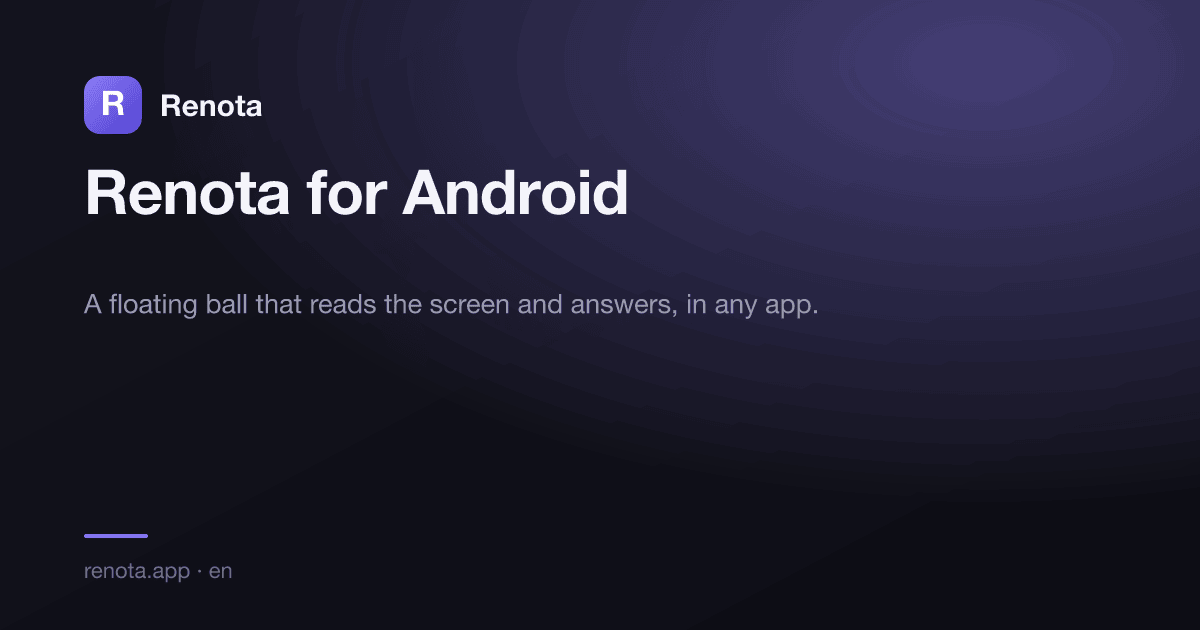 R
Renota
Renota for Android
A floating ball that reads the screen and answers, in any app.
renota.app · en